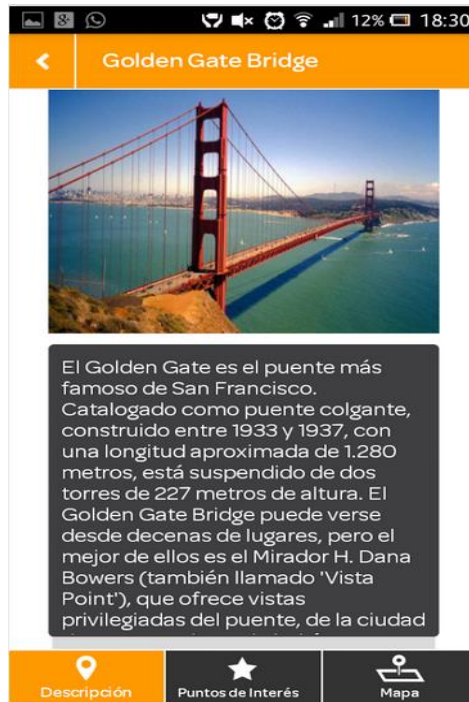 12% 18:30
Golden Gate Bridge
El Golden Gate es el puente más
famoso de San Francisco.
Catalogado como puente colgante,
construido entre 1933 y 1937, con
una longitud aproximada de 1.280
metros, está suspendido de dos
torres de 227 metros de altura. El
Golden Gate Bridge puede verse
desde decenas de lugares, pero el
mejor de ellos es el Mirador H. Dana
Bowers (también llamado 'Vista
Point'), que ofrece vistas
privilegiadas del puente, de la ciudad
Descripción
Puntos de Interés
Mapa